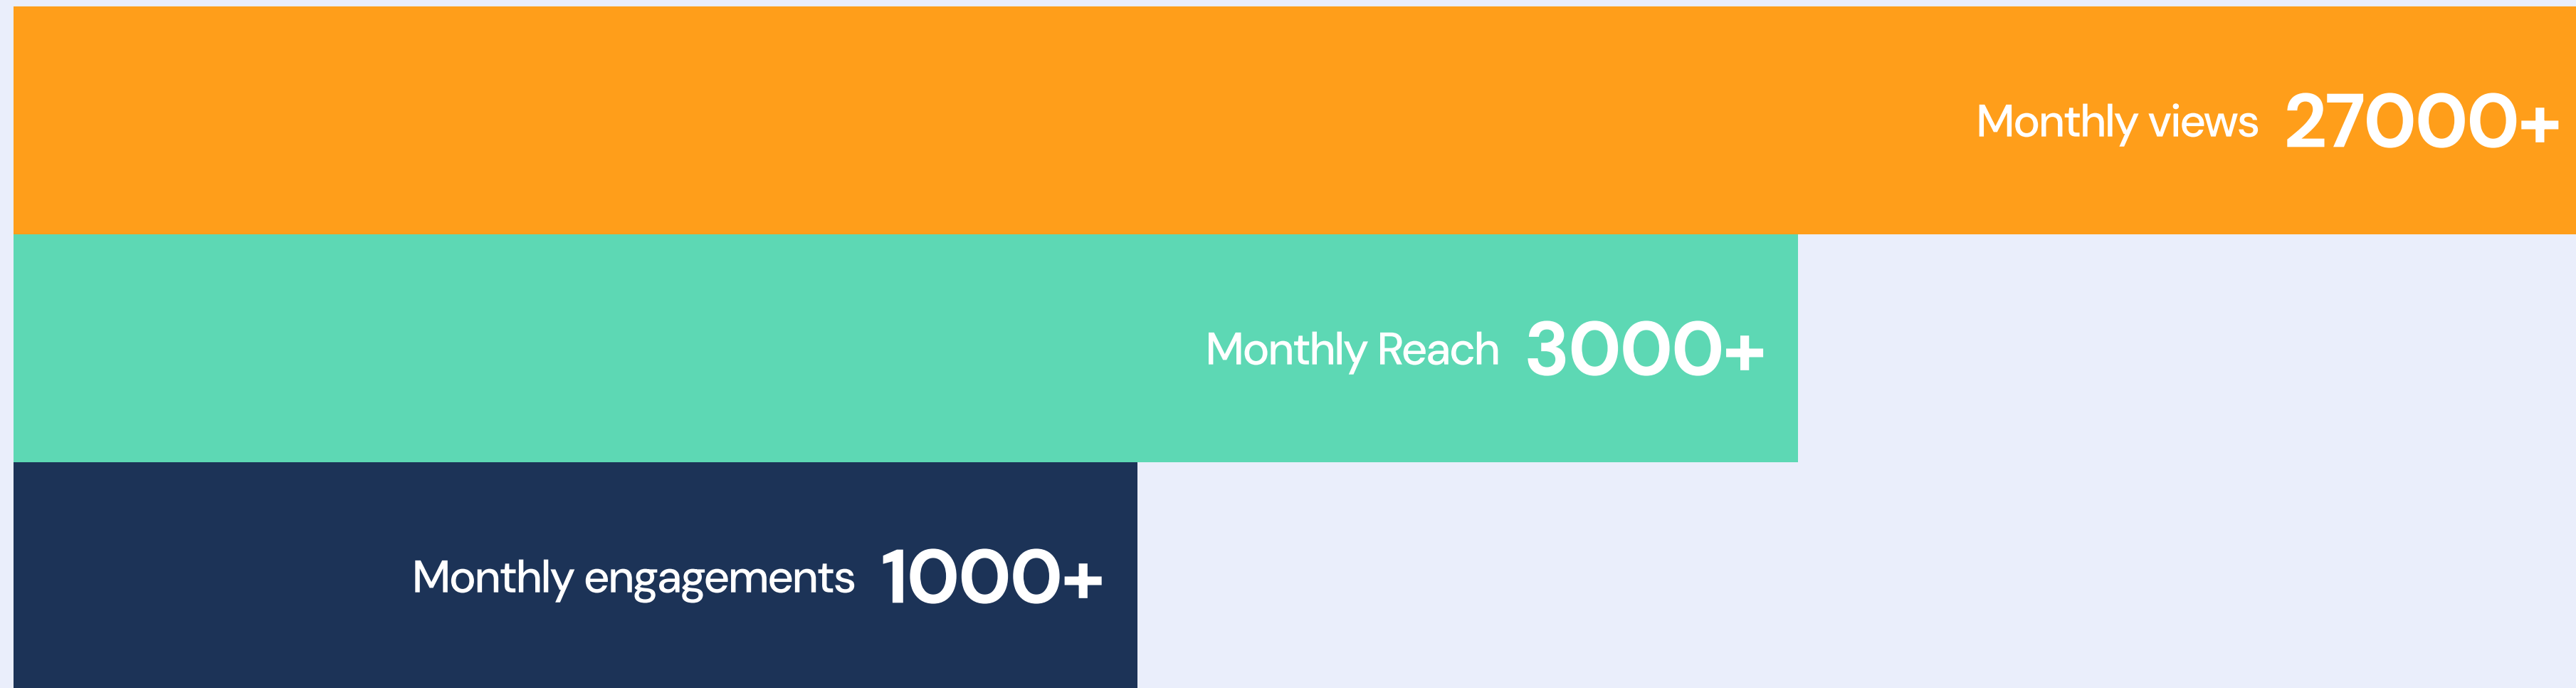 Monthly views 27000+
Monthly Reach 3000+
Monthly engagements 1000+